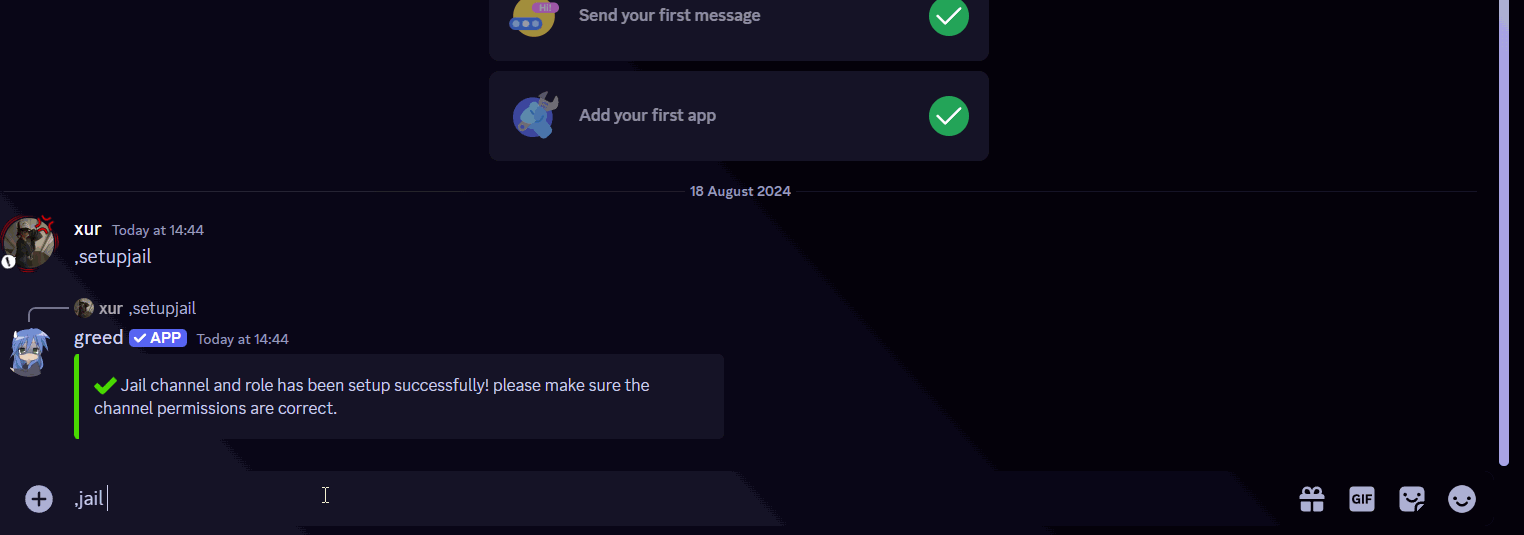 Hi!
Send your first message
Add your first app
18 August 2024
xur Today at 14:44
,setupjail
xur ,setupjail
greed APP Today at 14:44
Jail channel and role has been setup successfully! please make sure the
channel permissions are correct.
,jail
GIF